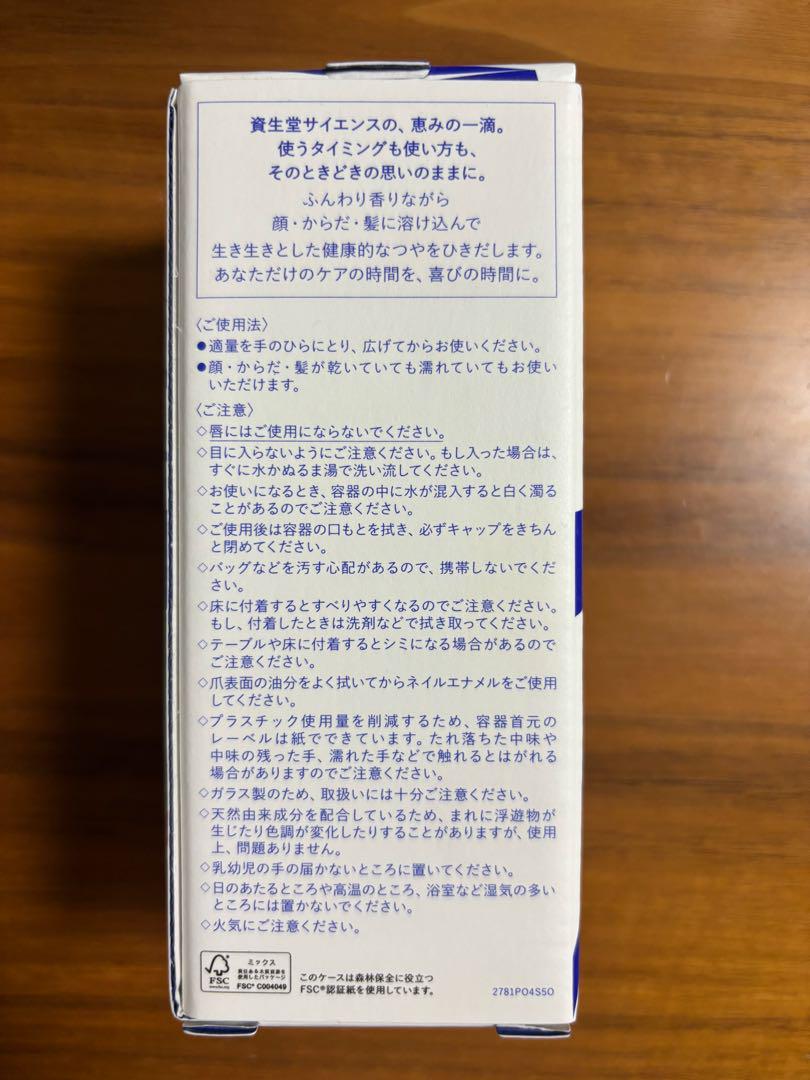 資生堂サイエンスの、恵みの一滴。
使うタイミングも使い方も、
そのときどきの思いのままに。
ふんわり香りながら
顔・からだ・髪に溶け込んで
生き生きとした健康的なつやをひきだします。
あなただけのケアの時間を、喜びの時間に。
〈ご使用法〉
●適量を手のひらにとり、広げてからお使いください。
●顔・からだ・髪が乾いていても濡れていてもお使い
いただけます。
〈ご注意〉
◇唇にはご使用にならないでください。
◇目に入らないようにご注意ください。もし入った場合は、
すぐに水かぬるま湯で洗い流してください。
◇お使いになるとき、容器の中に水が混入すると白く濁る
ことがあるのでご注意ください。
◇ご使用後は容器の口もとを拭き、必ずキャップをきちん
と閉めてください。
◇バッグなどを汚す心配があるので、携帯しないでくだ
さい。
◇床に付着するとすべりやすくなるのでご注意ください。
もし、付着したときは洗剤などで拭き取ってください。
◇テーブルや床に付着するとシミになる場合があるので
ご注意ください。
◇爪表面の油分をよく拭いてからネイルエナメルをご使用
してください。
◇プラスチック使用量を削減するため、容器首元の
レーベルは紙でできています。たれ落ちた中味や
中味の残った手、濡れた手などで触れるとはがれる
場合がありますのでご注意ください。
◇ガラス製のため、取扱いには十分ご注意ください。
◇天然由来成分を配合しているため、まれに浮遊物が
生じたり色調が変化したりすることがありますが、使用
上、問題ありません。
◇乳幼児の手の届かないところに置いてください。
◇日のあたるところや高温のところ、浴室など湿気の多い
ところには置かないでください。
◇火気にご注意ください。
ミックス
責任ある木質資源を
使用したパッケージ
FSC
FSC® C004049
このケースは森林保全に役立つ
FSC®認証紙を使用しています。
2781PO4S5O